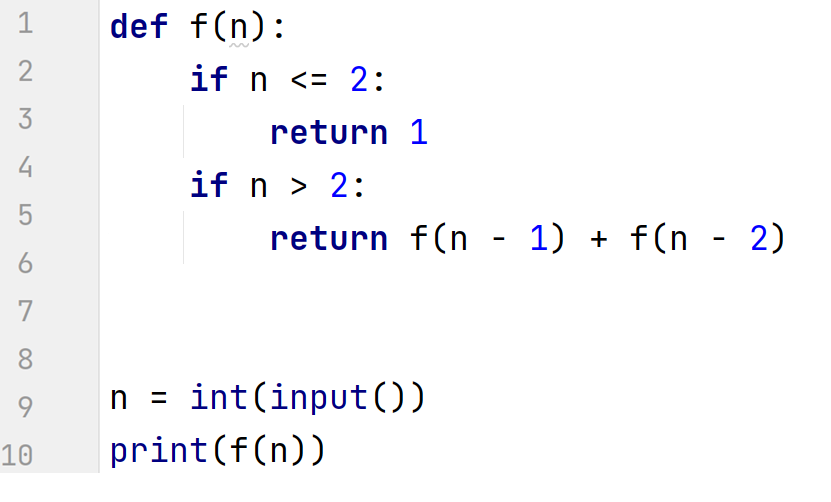 1 def f(n):
2     if n <= 2:
3         return 1
4     if n > 2:
5         return f(n - 1) + f(n - 2)
6
7
8 n = int(input())
9 print(f(n))
10